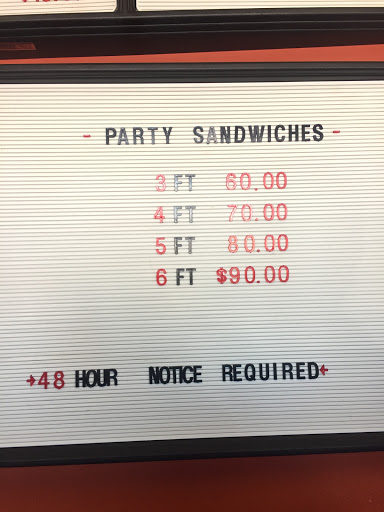 - PARTY SANDWICHES -
3 FT 60.00
4 FT 70.00
5 FT 80.00
6 FT $90.00
→48 HOUR NOTICE REQUIRED←